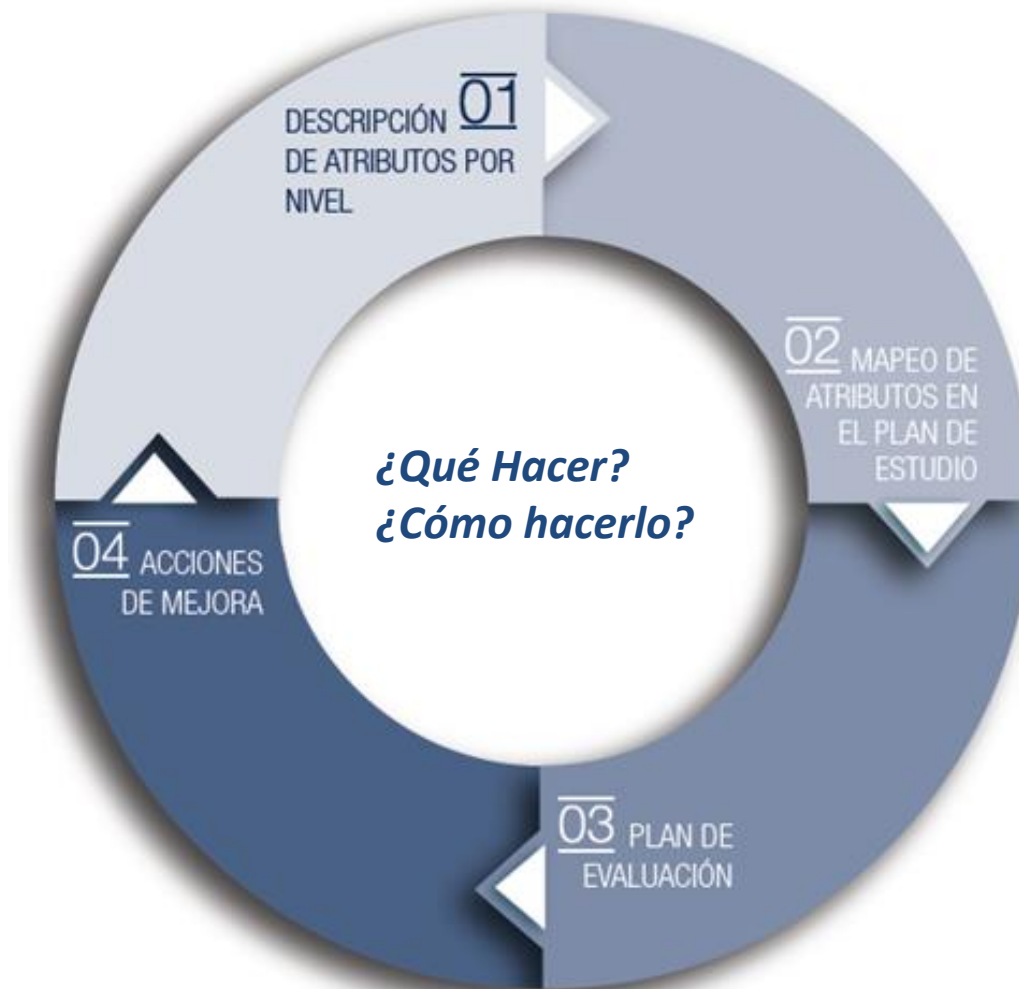 DESCRIPCIÓN 01
DE ATRIBUTOS POR
NIVEL
02 MAPEO DE
ATRIBUTOS EN
EL PLAN DE
ESTUDIO
¿Qué Hacer?
¿Cómo hacerlo?
03 PLAN DE
EVALUACIÓN
04 ACCIONES
DE MEJORA